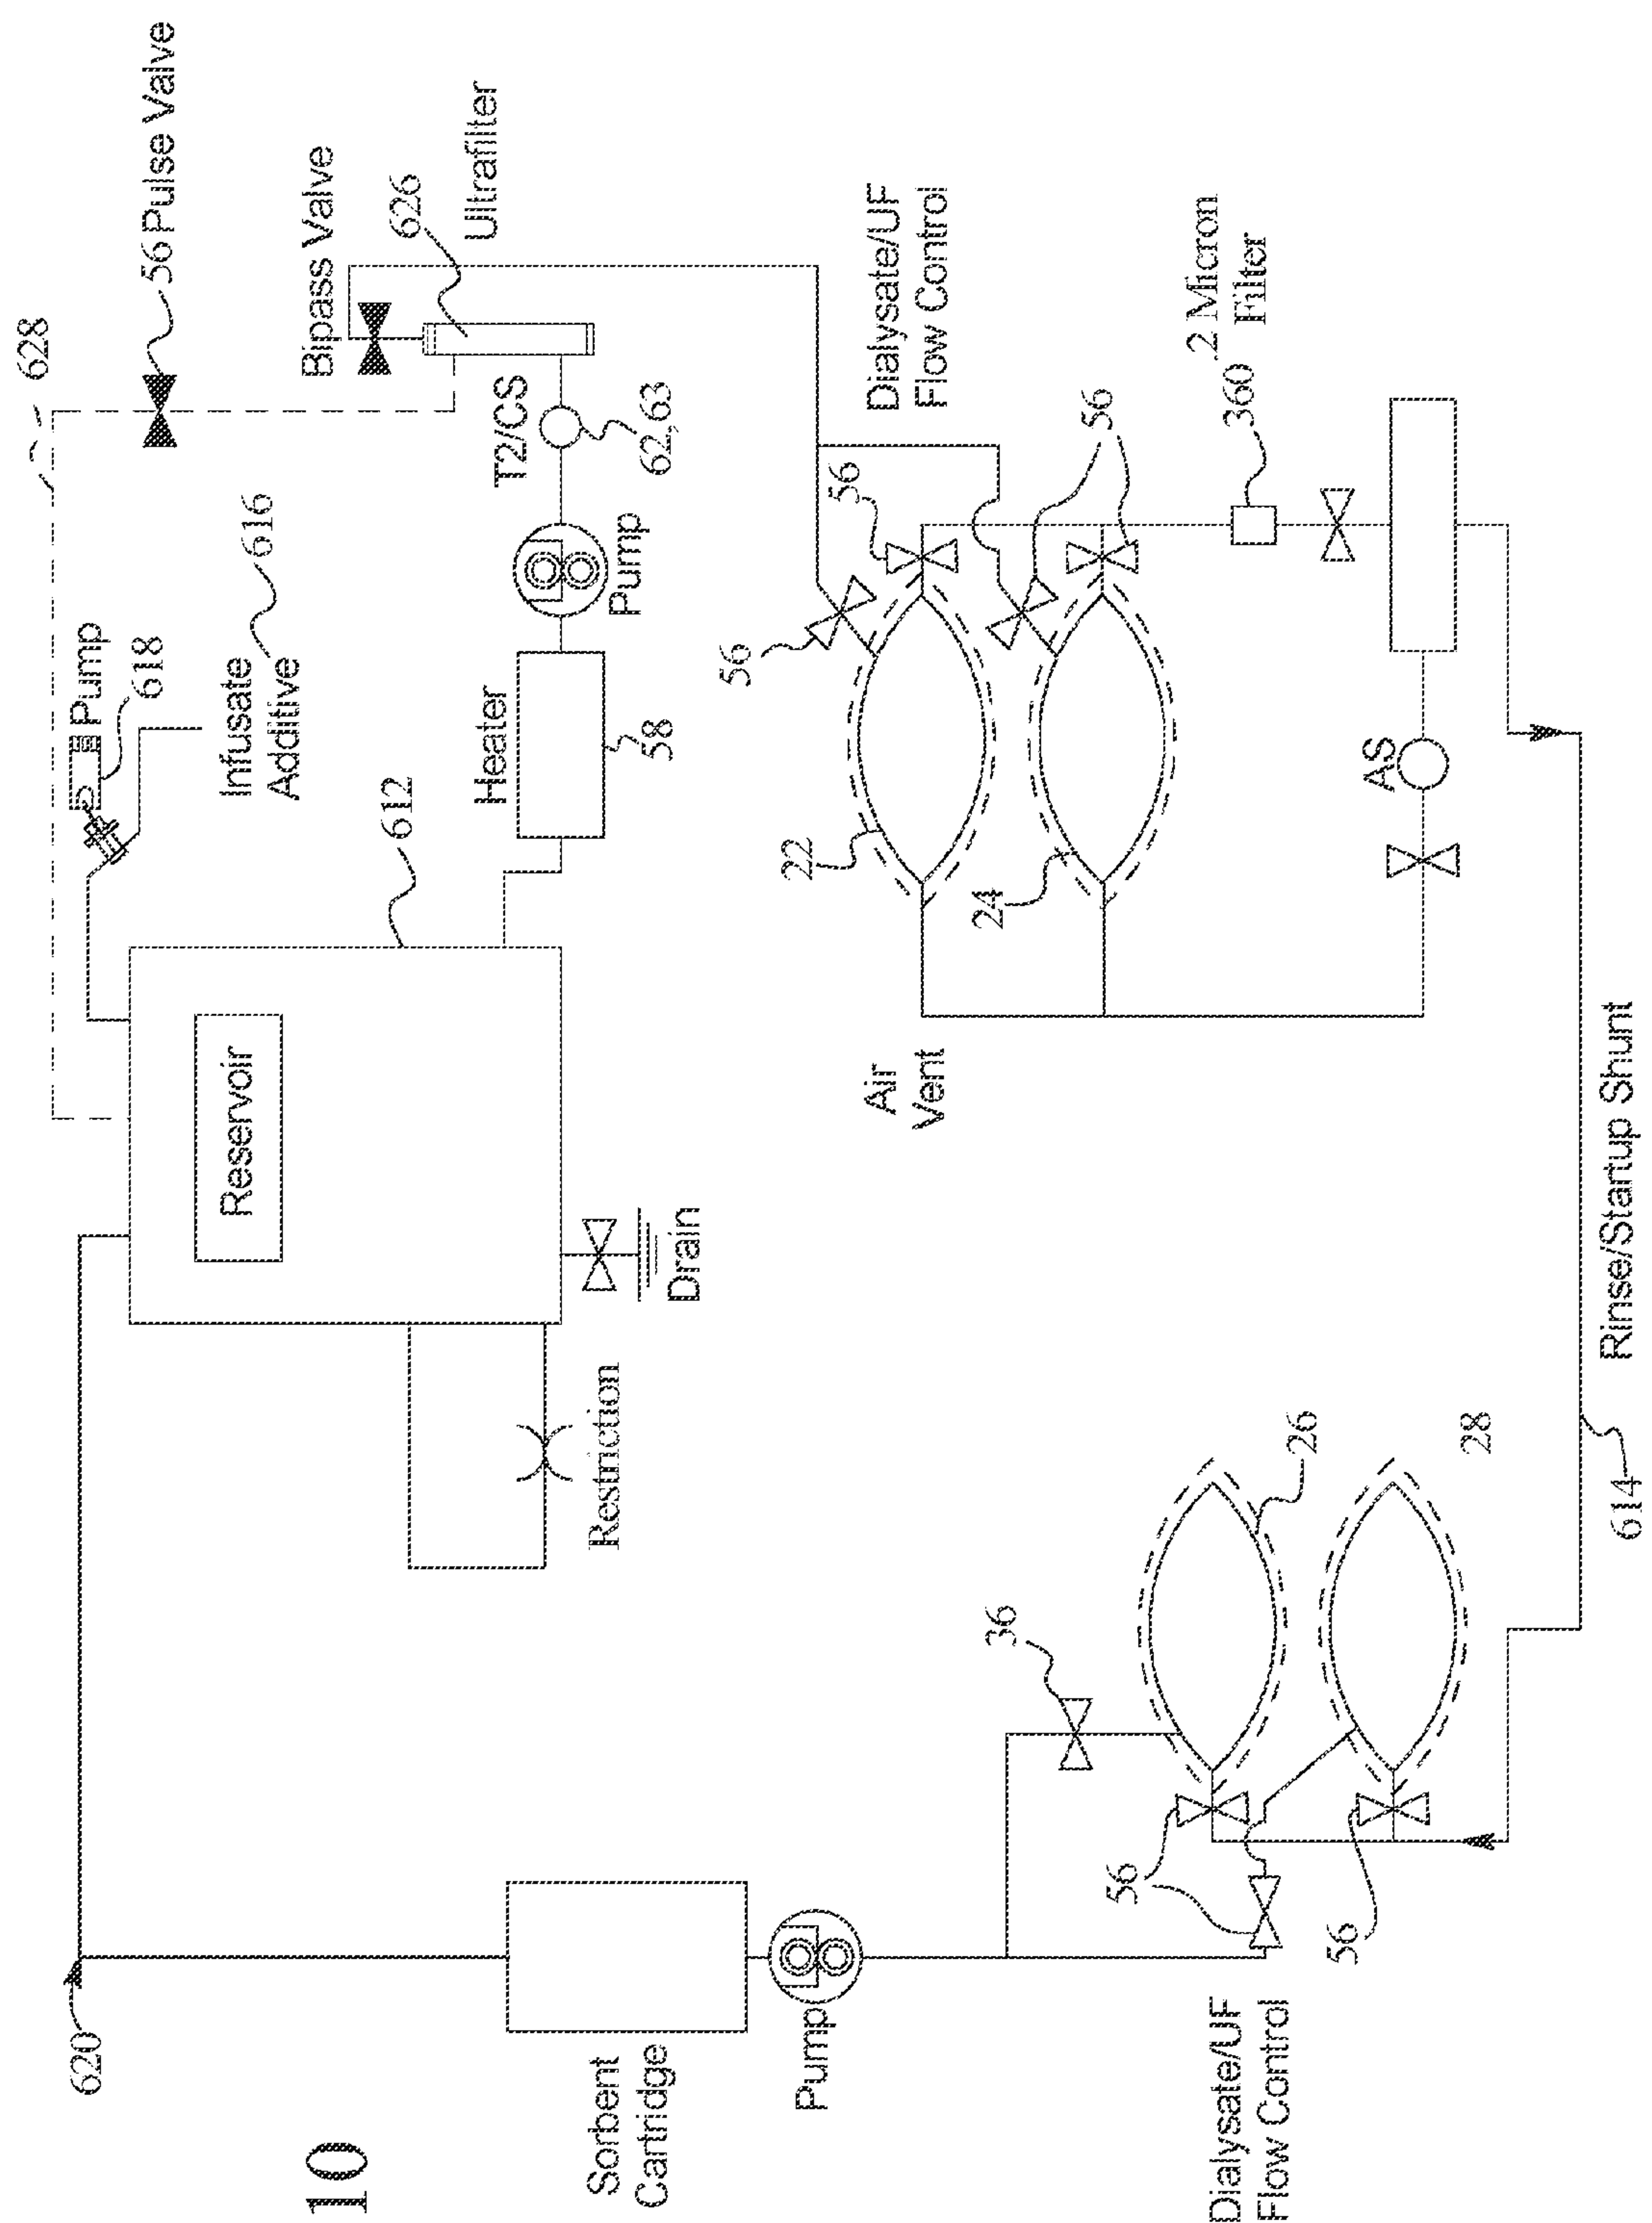 10
620
Sorbent
Cartridge
Pump
Dialysate/UF
Flow Control
Reservoir
Restriction
Drain
612
Pump
618
Infusate
Additive
616
628
56 Pulse Valve
Bipass Valve
626
Ultrafilter
Heater
58
Pump
T2/CS
62,63
Dialysate/UF
Flow Control
56
56
56
22
24
Air
Vent
.2 Micron
Filter
360
AS
Rinse/Startup Shunt
614
36
26
28
56
56